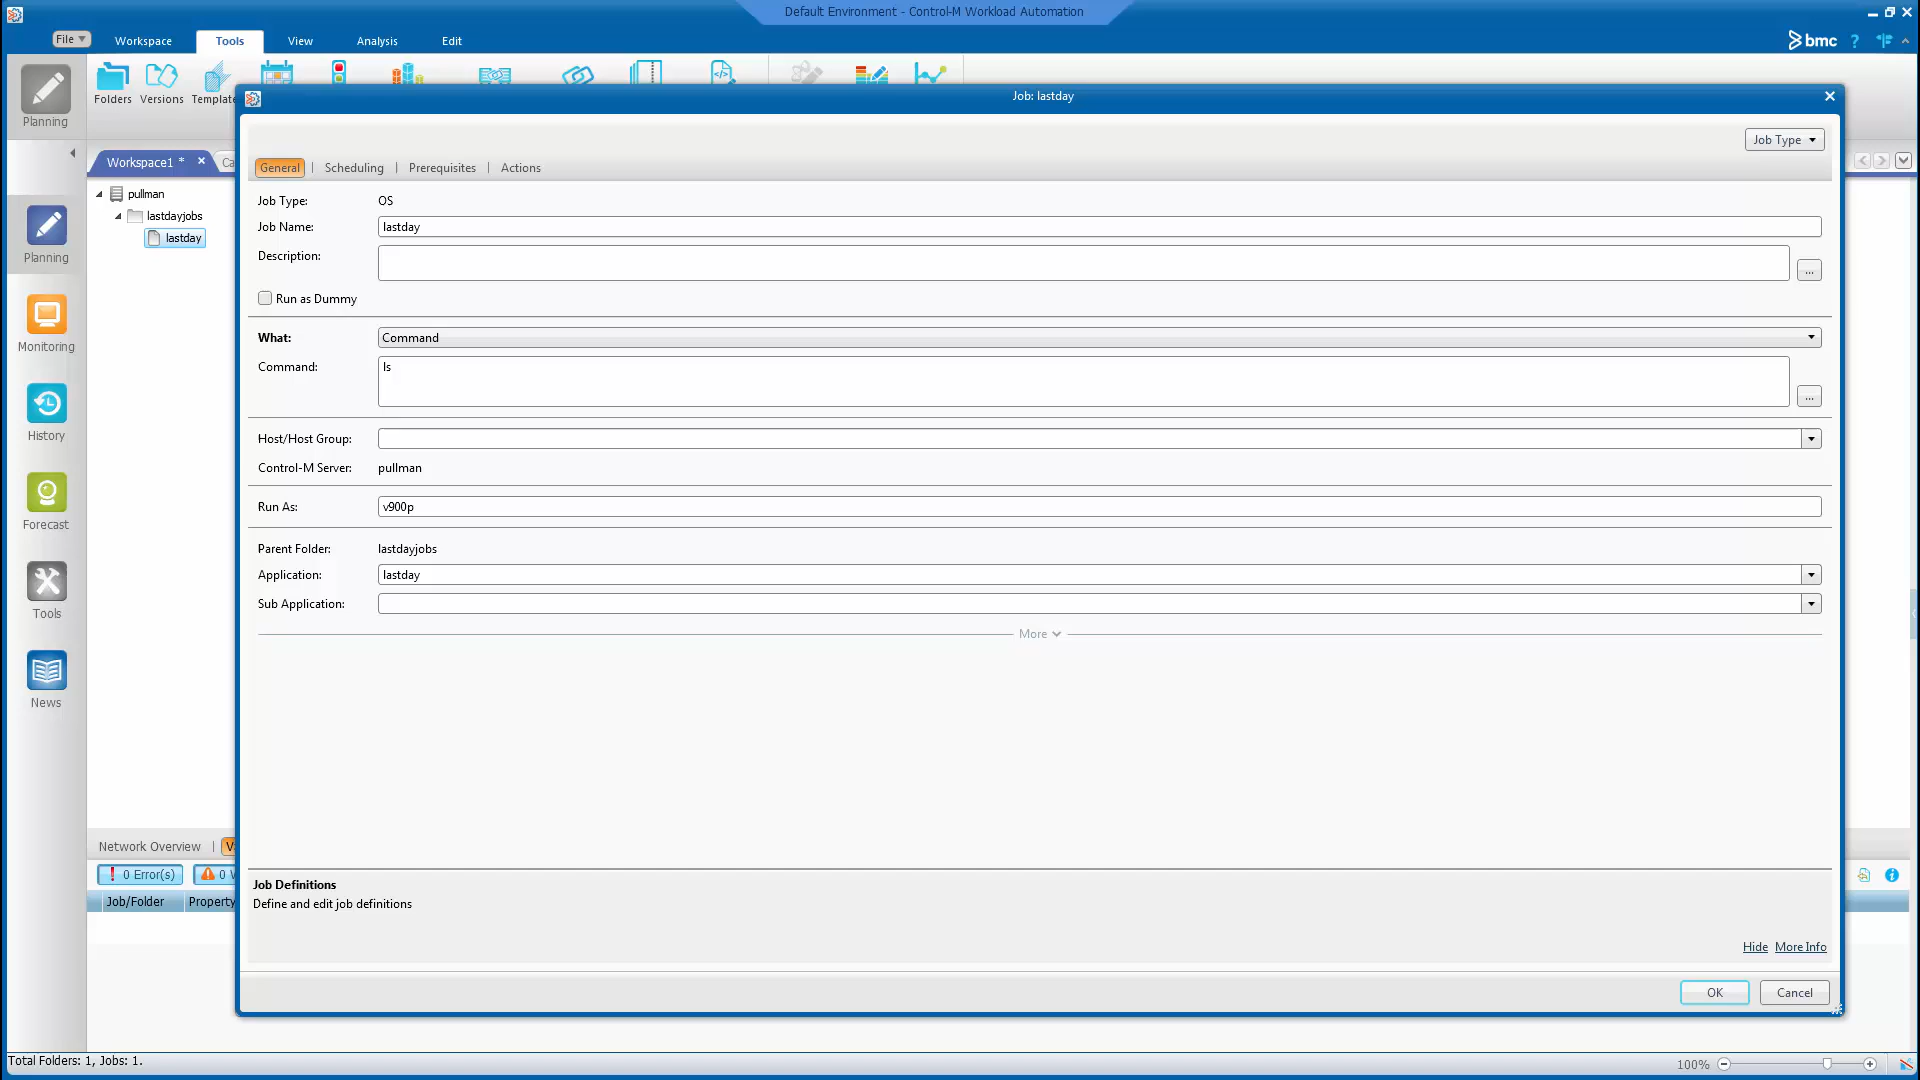 Default Environment - Control-M Workload Automation
File
Workspace
Tools
View
Analysis
Edit
bmc
?
Planning
Folders
Versions
Template
Job: lastday
Job Type
Workspace1 *
Ca
General | Scheduling | Prerequisites | Actions
pullman
lastdayjobs
lastday
Job Type: OS
Job Name: lastday
Description:
...
Run as Dummy
What: Command
Command: ls
...
Host/Host Group:
Control-M Server: pullman
Run As: v900p
Parent Folder: lastdayjobs
Application: lastday
Sub Application:
More
Planning
Monitoring
History
Forecast
Tools
News
Network Overview | V
! 0 Error(s)
! 0 W
Job/Folder
Property
Job Definitions
Define and edit job definitions
Hide More Info
OK
Cancel
Total Folders: 1, Jobs: 1.
100%